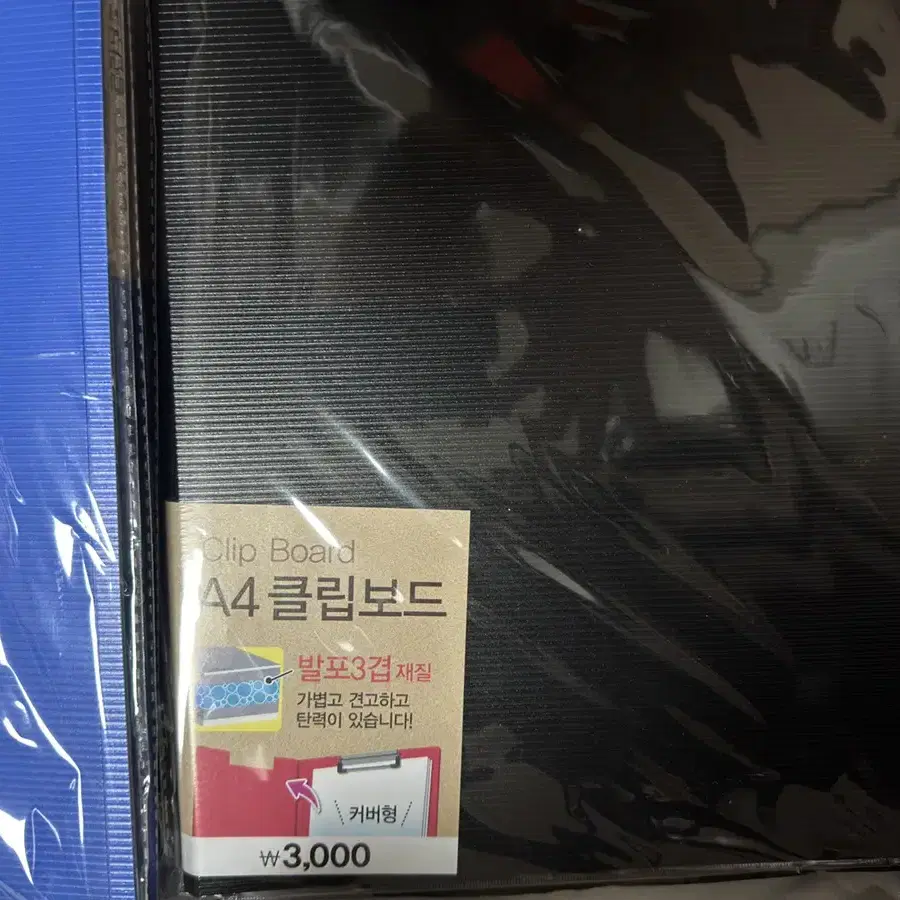 Clip Board
A4 클립보드
발포3겹 재질
가볍고 견고하고
탄력이 있습니다!
커버형
₩3,000